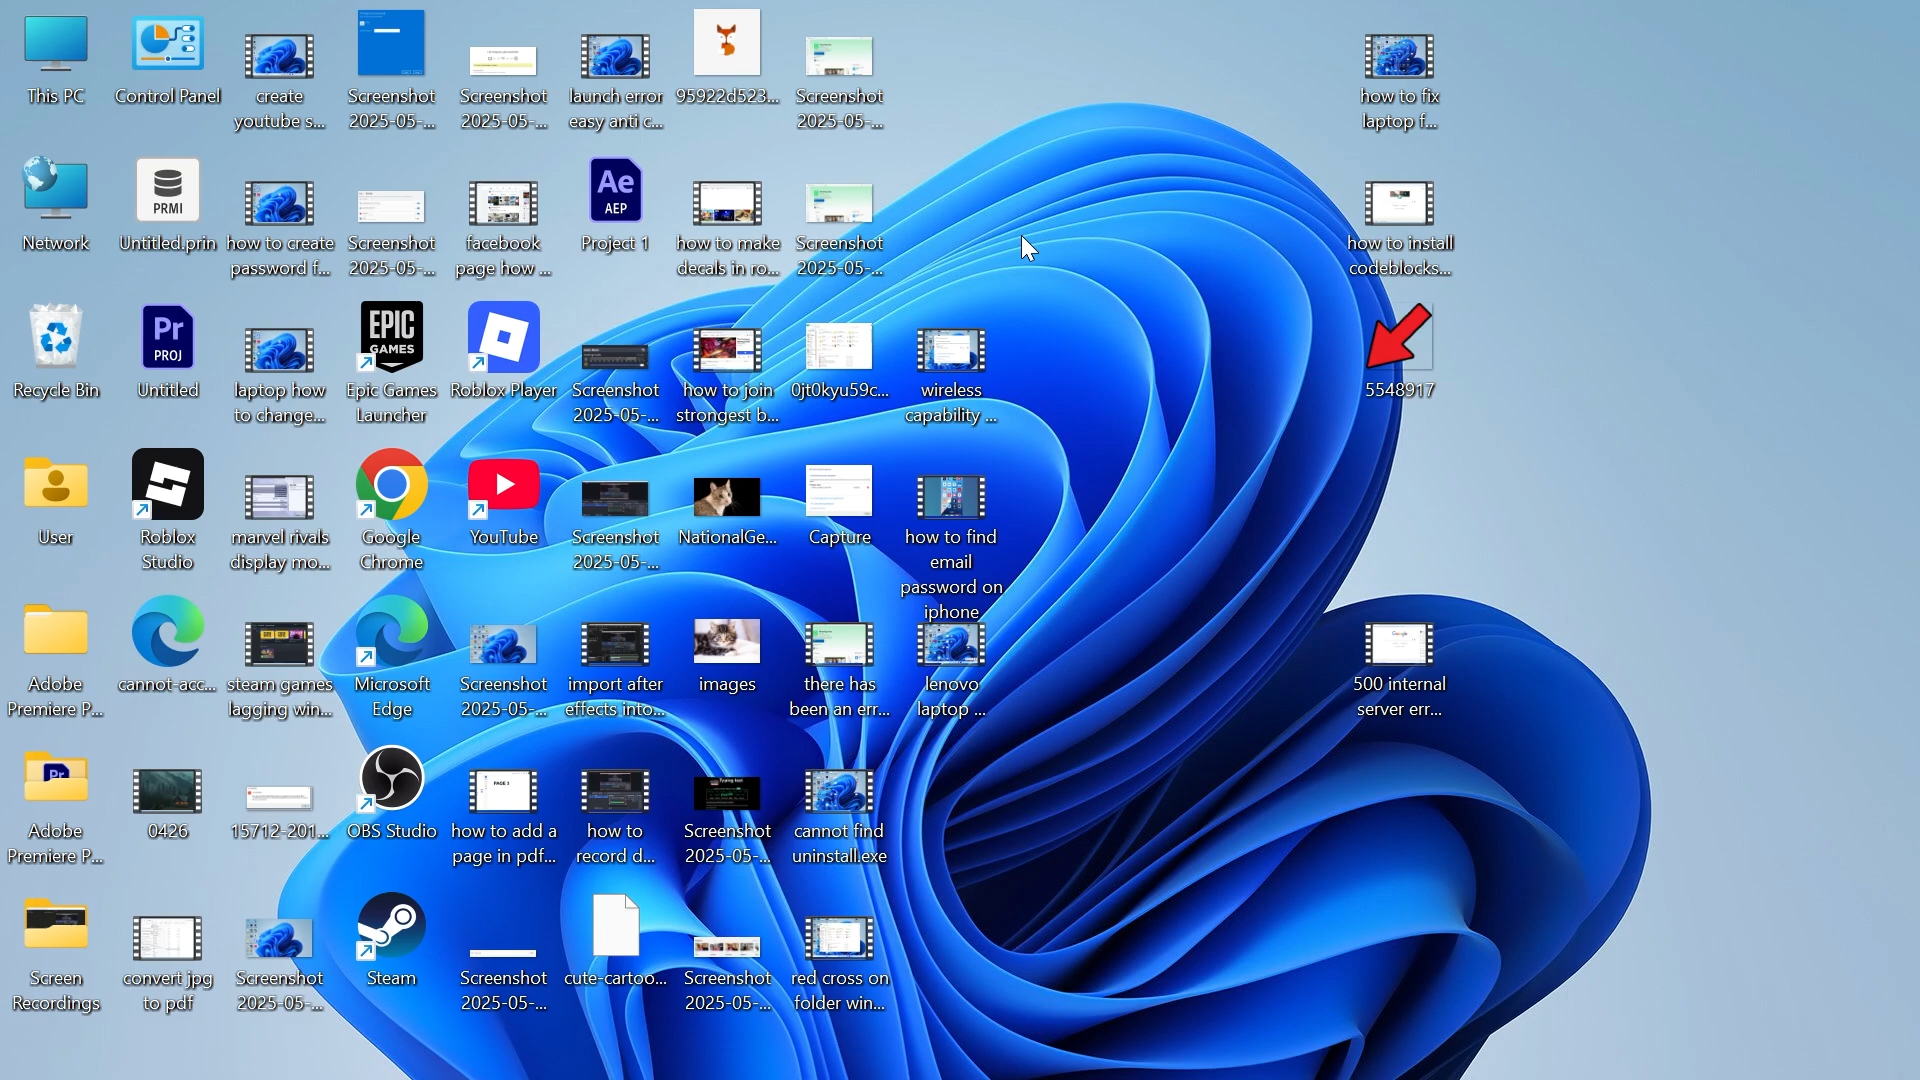 This PC
Control Panel
create
youtube s...
Screenshot
2025-05-...
Screenshot
2025-05-...
launch error
easy anti c...
95922d523...
Screenshot
2025-05-...
how to fix
laptop f...
Network
PRMI
Untitled.prin
how to create
password f...
Screenshot
2025-05-...
facebook
page how ...
Ae
AEP
Project 1
how to make
decals in ro...
Screenshot
2025-05-...
how to install
codeblocks...
Recycle Bin
Pr
PROJ
Untitled
laptop how
to change...
EPIC
GAMES
Epic Games
Launcher
Roblox Player
Screenshot
2025-05-...
how to join
strongest b...
0jt0kyu59c...
wireless
capability ...
5548917
User
Roblox
Studio
marvel rivals
display mo...
Google
Chrome
YouTube
Screenshot
2025-05-...
NationalGe...
Capture
how to find
email
password on
iphone
Adobe
Premiere P...
cannot-acc...
steam games
lagging win...
Microsoft
Edge
Screenshot
2025-05-...
import after
effects into...
images
there has
been an err...
lenovo
laptop ...
Google
500 internal
server err...
Pr
Adobe
Premiere P...
0426
15712-201...
OBS Studio
PAGE 3
how to add a
page in pdf...
how to
record d...
Typing test
Screenshot
2025-05-...
cannot find
uninstall.exe
Screen
Recordings
convert jpg
to pdf
Screenshot
2025-05-...
Steam
Screenshot
2025-05-...
cute-cartoo...
Screenshot
2025-05-...
red cross on
folder win...